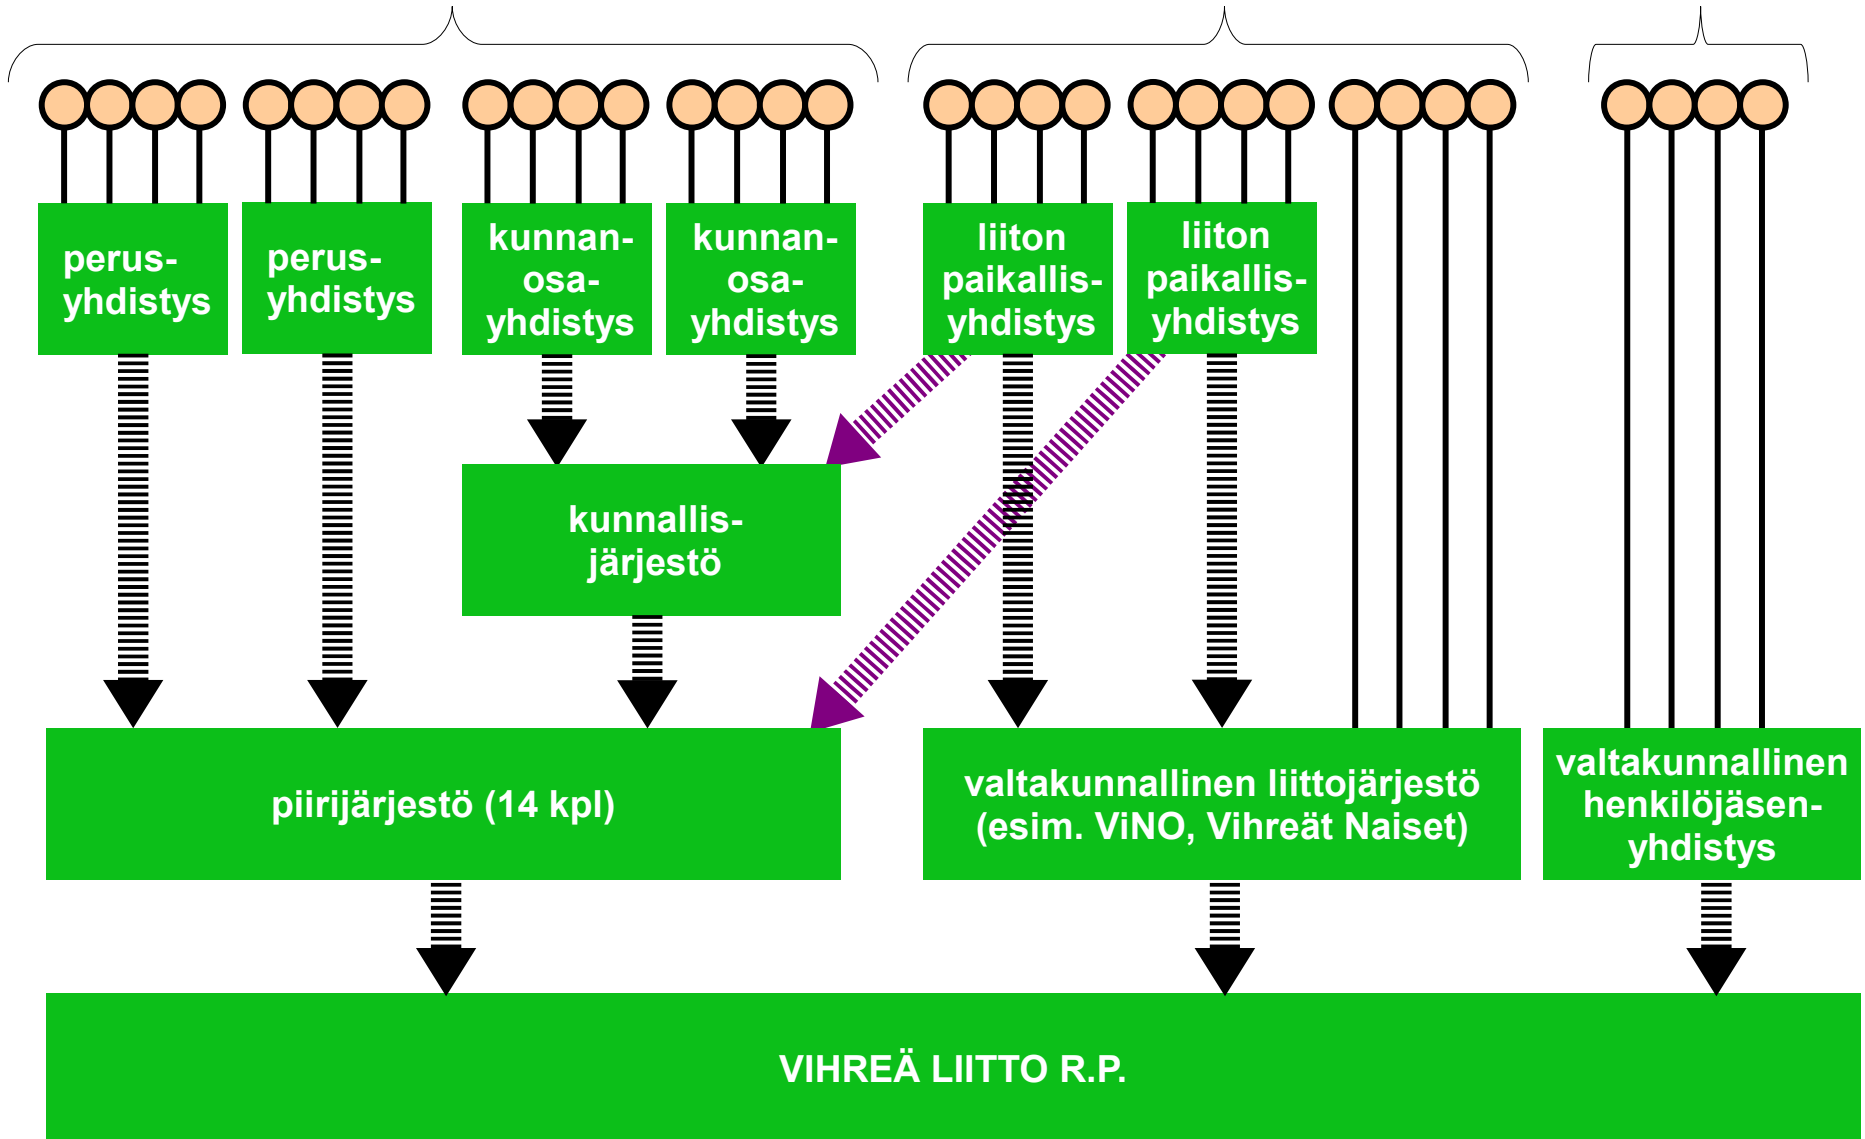 perus-
yhdistys
perus-
yhdistys
kunnan-
osa-
yhdistys
kunnan-
osa-
yhdistys
liiton
paikallis-
yhdistys
liiton
paikallis-
yhdistys
kunnallis-
järjestö
piirijärjestö (14 kpl)
valtakunnallinen liittojärjestö
(esim. ViNO, Vihreät Naiset)
valtakunnallinen
henkilöjäsen-
yhdistys
VIHREÄ LIITTO R.P.